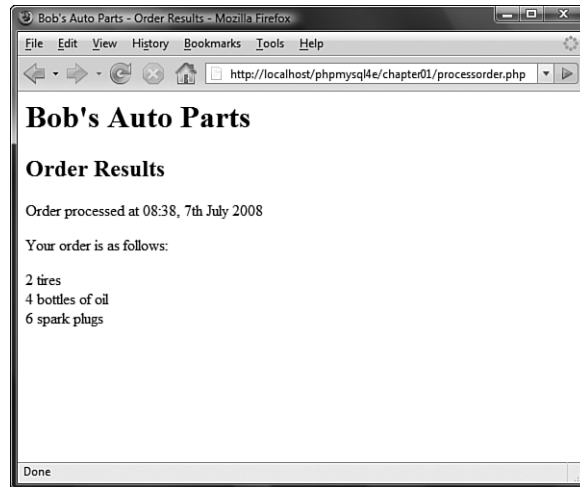 Bob's Auto Parts - Order Results - Mozilla Firefox
File Edit View History Bookmarks Tools Help
http://localhost/phpmysql4e/chapter01/processorder.php
Bob's Auto Parts
Order Results
Order processed at 08:38, 7th July 2008
Your order is as follows:
2 tires
4 bottles of oil
6 spark plugs
Done